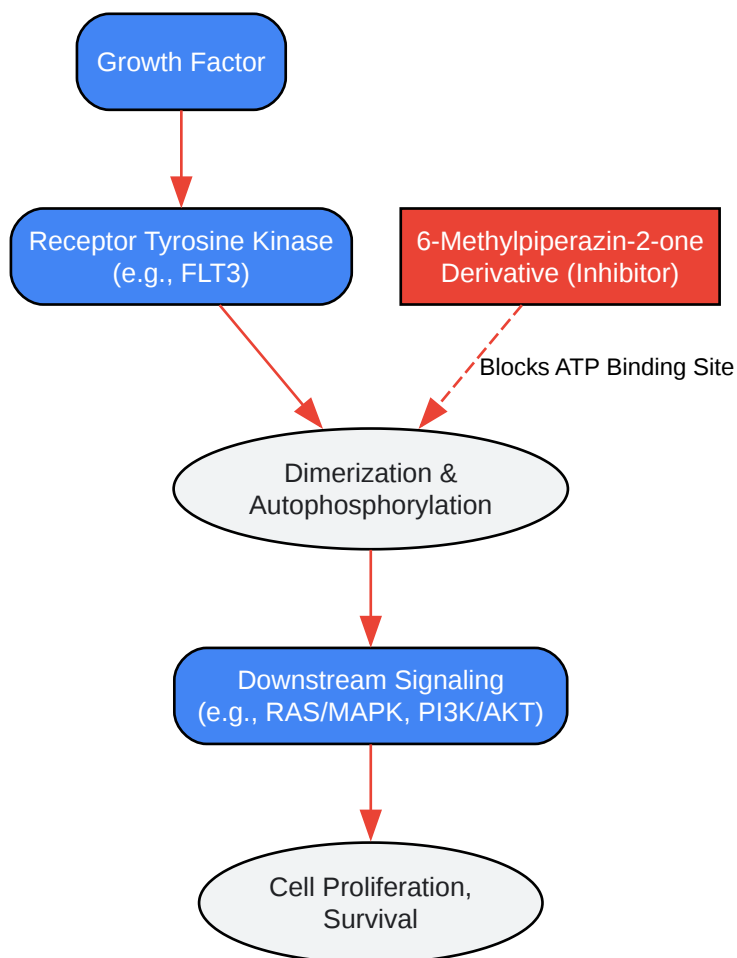 Growth Factor
Receptor Tyrosine Kinase
(e.g., FLT3)
6-Methylpiperazin-2-one
Derivative (Inhibitor)
Blocks ATP Binding Site
Dimerization &
Autophosphorylation
Downstream Signaling
(e.g., RAS/MAPK, PI3K/AKT)
Cell Proliferation,
Survival